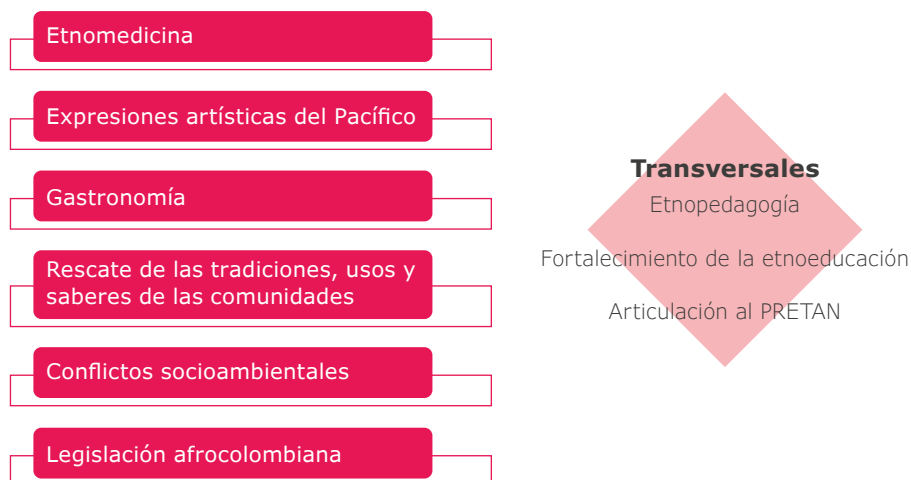 Etnomedicina
Expresiones artísticas del Pacífico
Gastronomía
Rescate de las tradiciones, usos y
saberes de las comunidades
Conflictos socioambientales
Legislación afrocolombiana
Transversales
Etnopedagogía
Fortalecimiento de la etnoeducación
Articulación al PRETAN